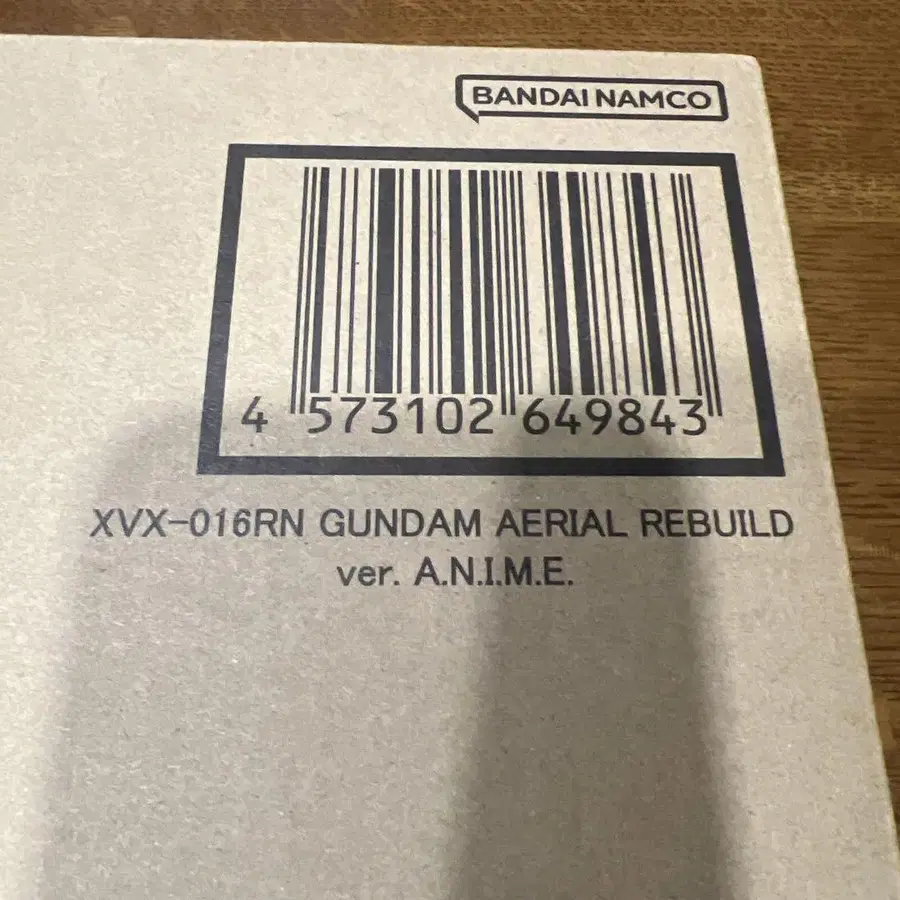 BANDAI NAMCO
4 573102 649843
XVX-016RN GUNDAM AERIAL REBUILD
ver. A.N.I.M.E.